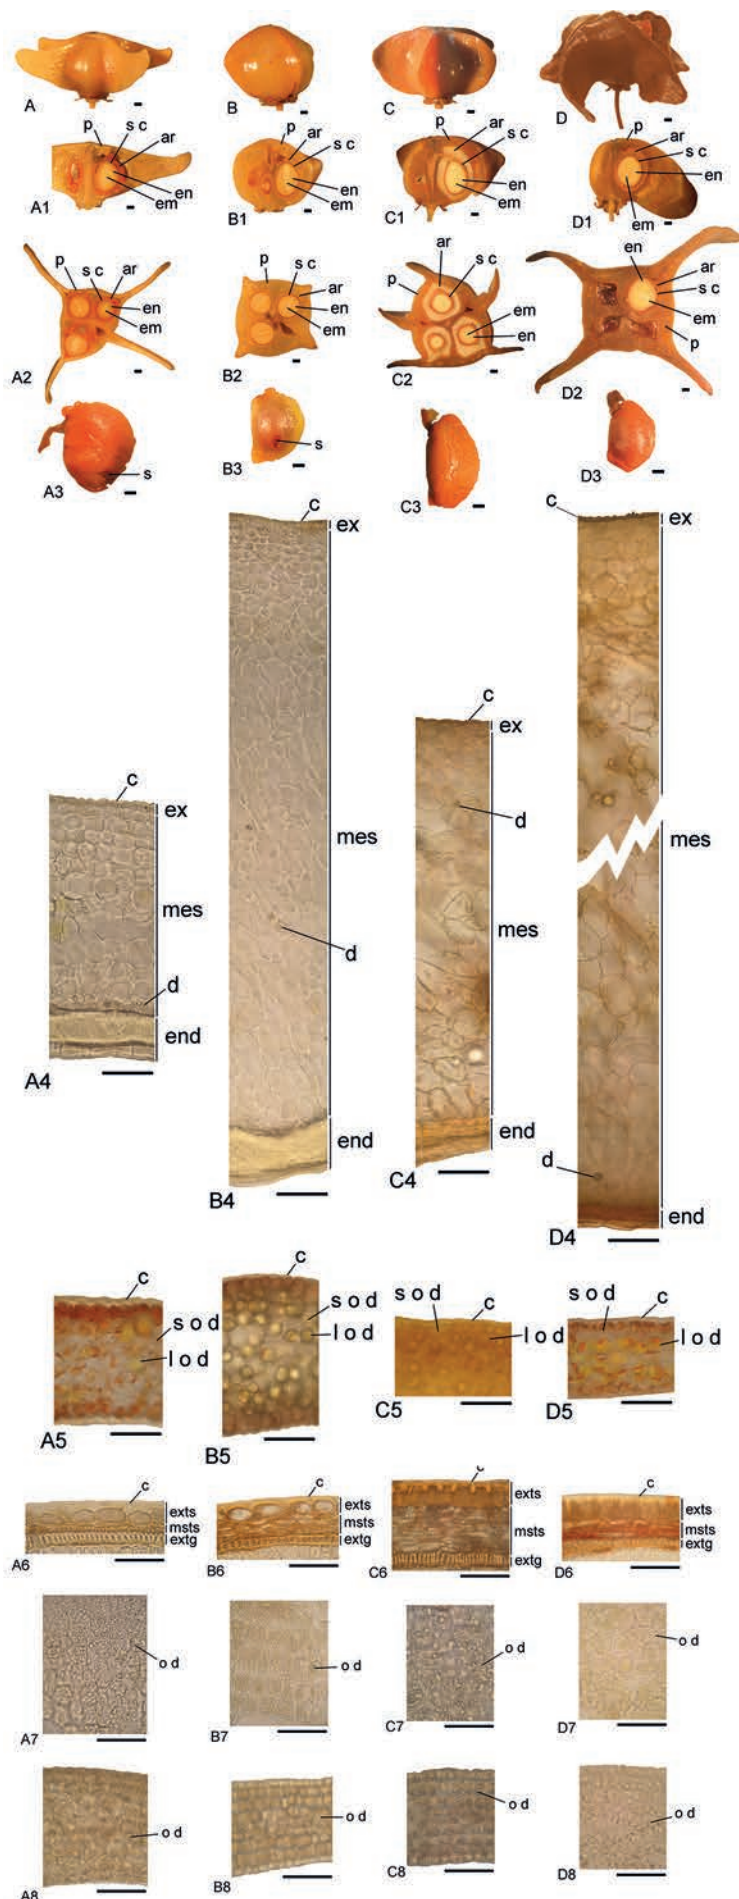 A B C D
p s c ar en em A1
p ar s c en em B1
p ar s c en em C1
p ar s c en em D1
p s c ar en em A2
p s c ar en em B2
ar s c p em en C2
en ar s c em p D2
s A3
s B3
C3
D3
c ex mes d end A4
c ex mes d end B4
c ex d mes end C4
c ex mes d end D4
c s o d l o d A5
c s o d l o d B5
s o d c l o d C5
s o d c l o d D5
c exts msts extg A6
c exts msts extg B6
c exts msts extg C6
c exts msts extg D6
o d A7
o d B7
o d C7
o d D7
o d A8
o d B8
o d C8
o d D8